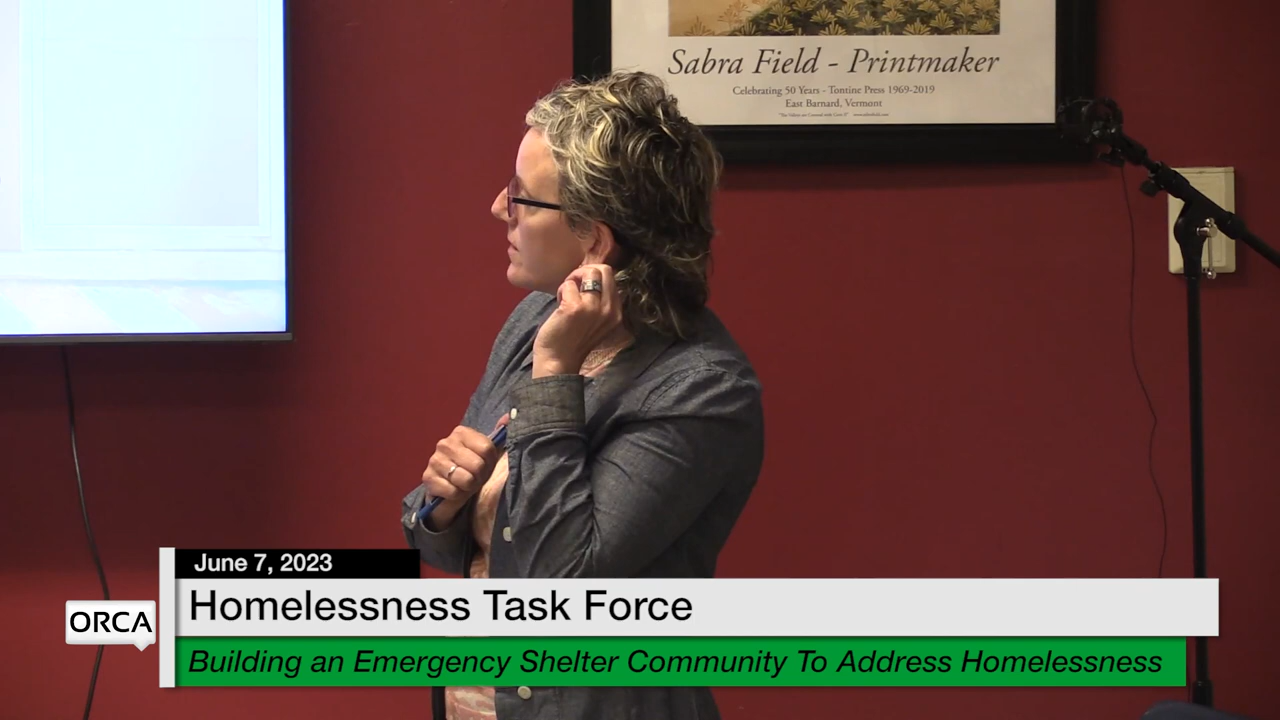 Sabra Field - Printmaker
Celebrating 50 Years - Tontine Press 1969-2019
East Barnard, Vermont
June 7, 2023
Homelessness Task Force
ORCA
Building an Emergency Shelter Community To Address Homelessness